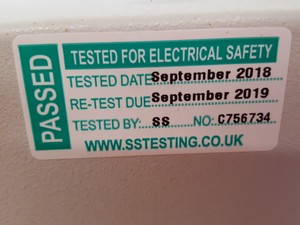 PASSED
TESTED FOR ELECTRICAL SAFETY
TESTED DATE: September 2018
RE-TEST DUE: September 2019
TESTED BY: SS NO: C756734
WWW.SSTESTING.CO.UK